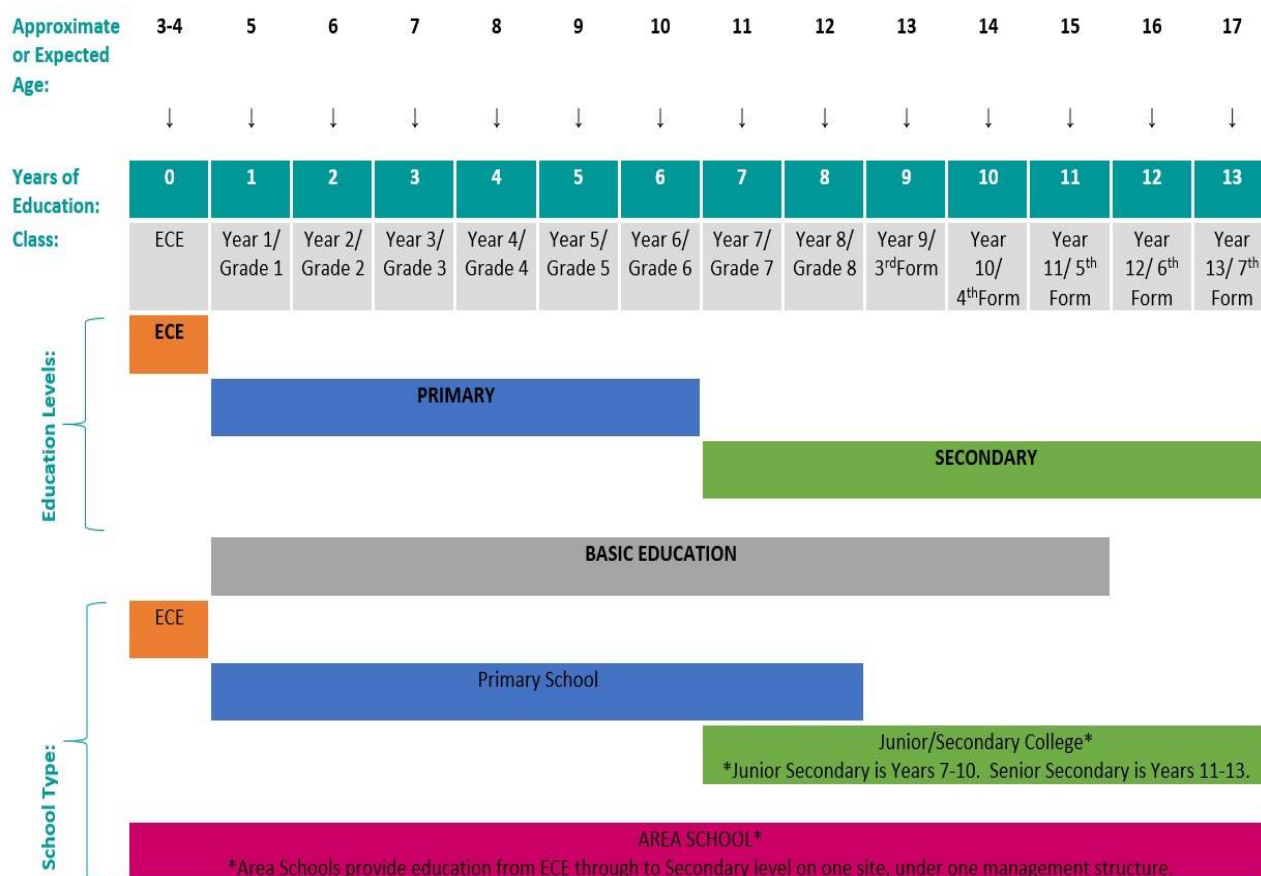 Approximate or Expected Age: 3-4 5 6 7 8 9 10 11 12 13 14 15 16 17
↓ ↓ ↓ ↓ ↓ ↓ ↓ ↓ ↓ ↓ ↓ ↓ ↓ ↓
Years of Education: 0 1 2 3 4 5 6 7 8 9 10 11 12 13
Class: ECE Year 1/ Grade 1 Year 2/ Grade 2 Year 3/ Grade 3 Year 4/ Grade 4 Year 5/ Grade 5 Year 6/ Grade 6 Year 7/ Grade 7 Year 8/ Grade 8 Year 9/ 3rdForm Year 10/ 4thForm Year 11/ 5th Form Year 12/ 6th Form Year 13/ 7th Form
Education Levels:
ECE
PRIMARY
SECONDARY
BASIC EDUCATION
School Type:
ECE
Primary School
Junior/Secondary College*
*Junior Secondary is Years 7-10. Senior Secondary is Years 11-13.
AREA SCHOOL*
*Area Schools provide education from ECE through to Secondary level on one site, under one management structure.